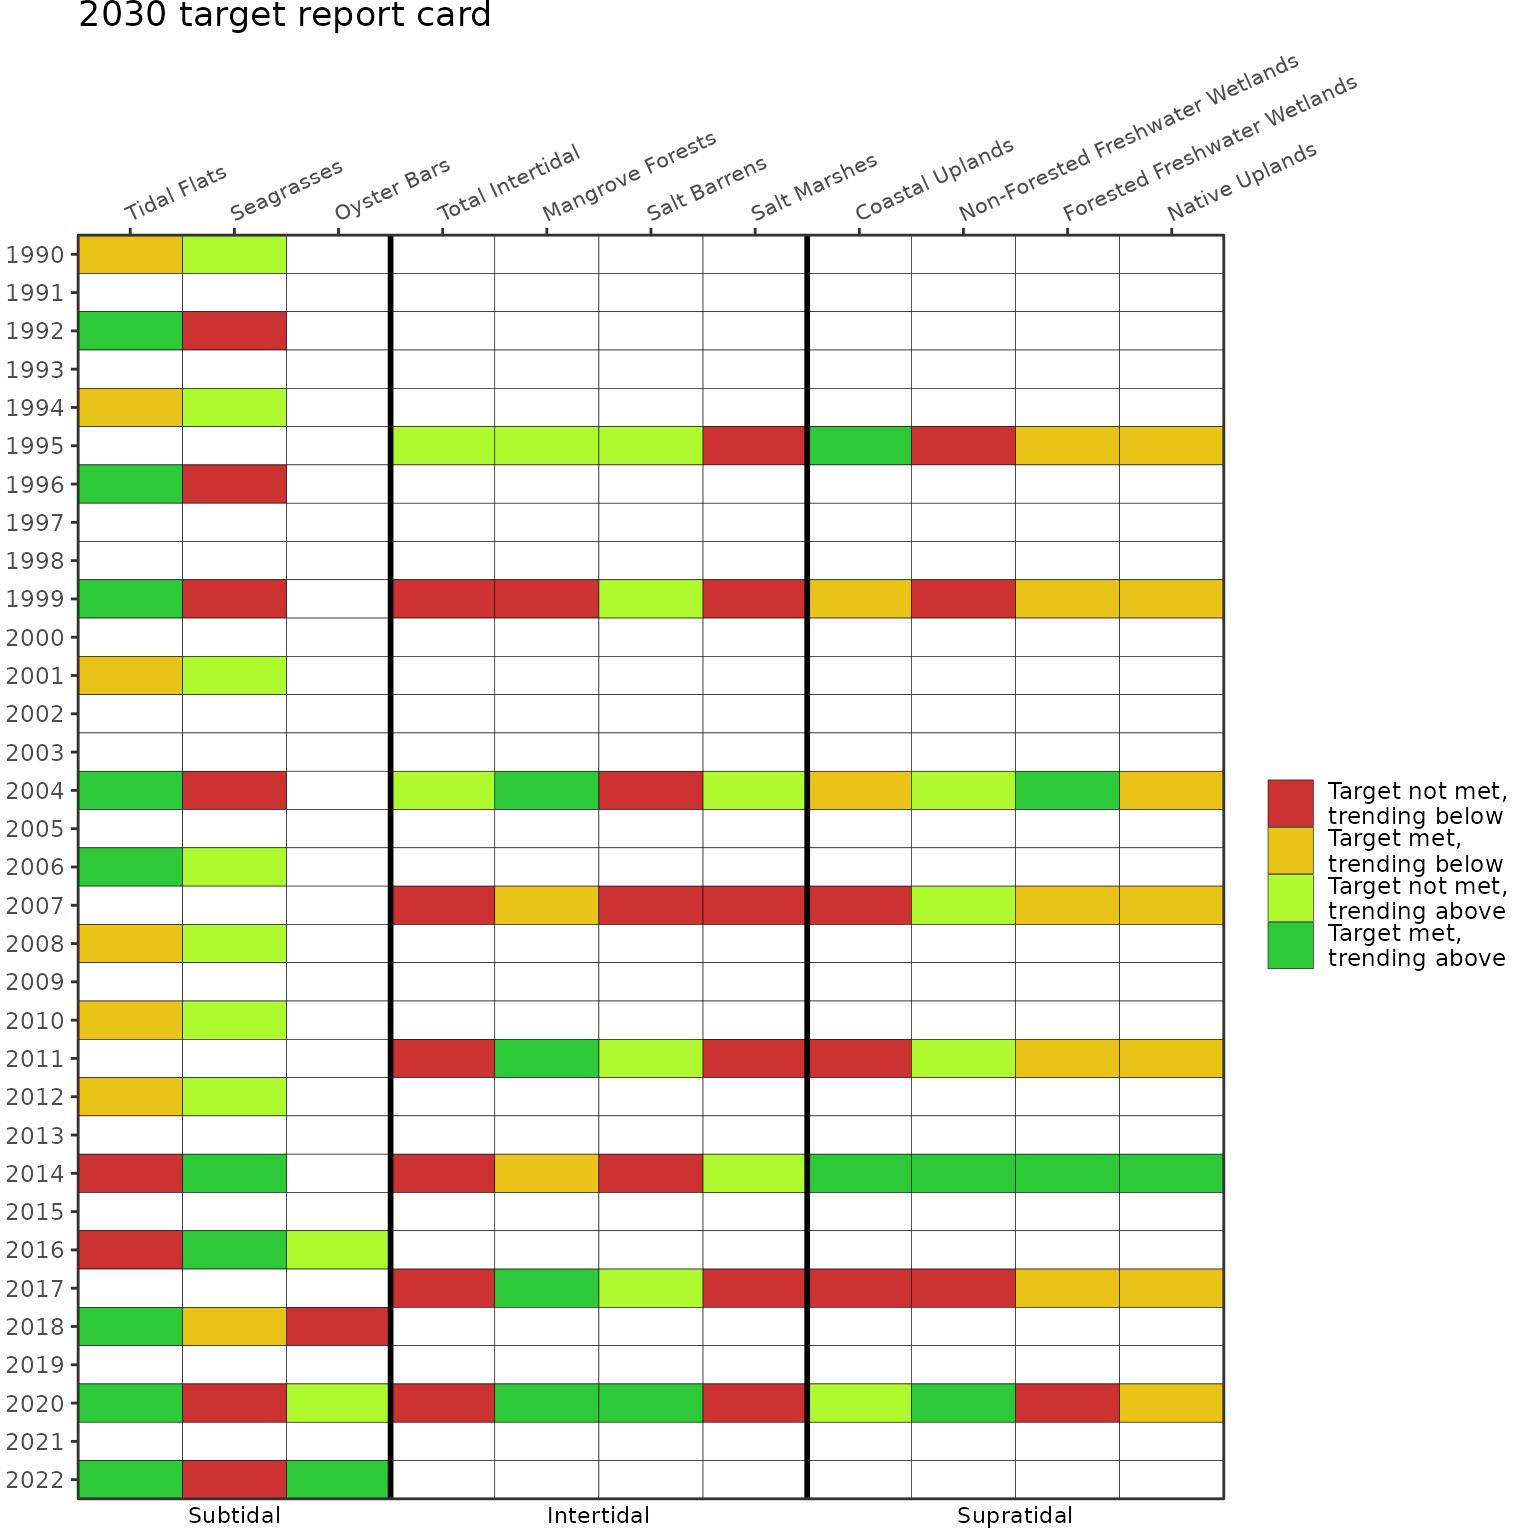 2030 target report card
Tidal Flats
Seagrasses
Oyster Bars
Total Intertidal
Mangrove Forests
Salt Barrens
Salt Marshes
Coastal Uplands
Non-Forested Freshwater Wetlands
Forested Freshwater Wetlands
Native Uplands
1990
1991
1992
1993
1994
1995
1996
1997
1998
1999
2000
2001
2002
2003
2004
2005
2006
2007
2008
2009
2010
2011
2012
2013
2014
2015
2016
2017
2018
2019
2020
2021
2022
Target not met,
trending below
Target met,
trending below
Target not met,
trending above
Target met,
trending above
Subtidal
Intertidal
Supratidal